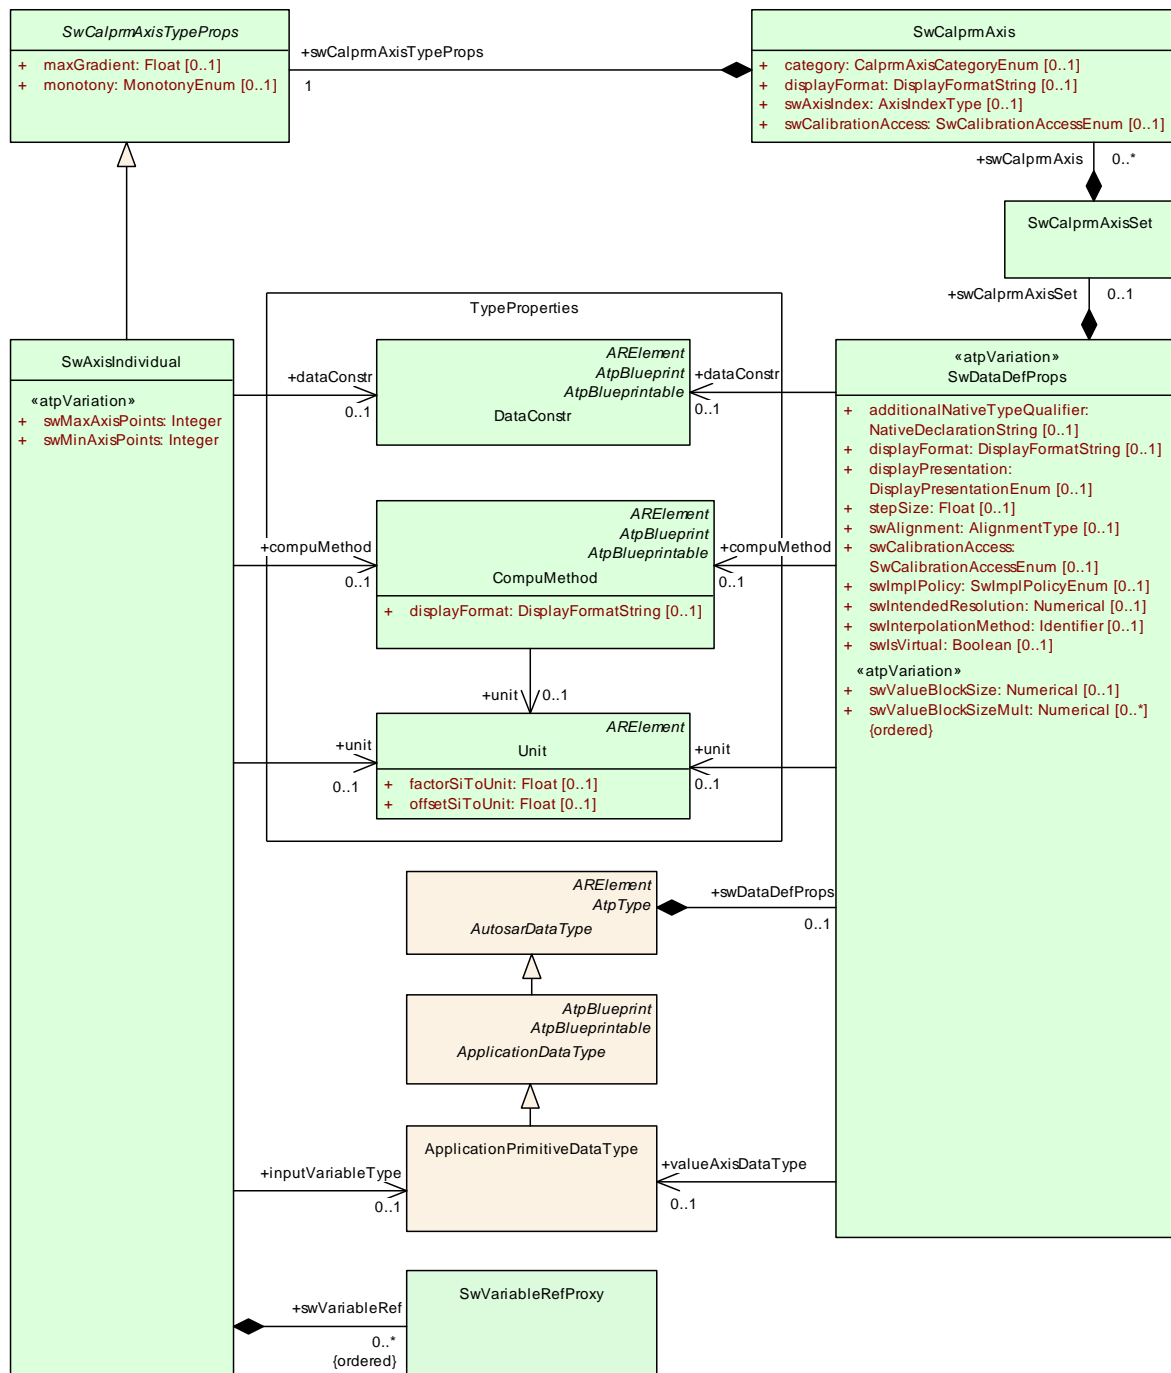 SwCalprmAxisTypeProps
+ maxGradient: Float [0..1]
+ monotony: MonotonyEnum [0..1]
+swCalprmAxisTypeProps
1
SwCalprmAxis
+ category: CalprmAxisCategoryEnum [0..1]
+ displayFormat: DisplayFormatString [0..1]
+ swAxisIndex: AxisIndexType [0..1]
+ swCalibrationAccess: SwCalibrationAccessEnum [0..1]
+swCalprmAxis 0..*
SwCalprmAxisSet
+swCalprmAxisSet 0..1
TypeProperties
SwAxisIndividual
«atpVariation»
+ swMaxAxisPoints: Integer
+ swMinAxisPoints: Integer
+dataConstr
0..1
ARElement
AtpBlueprint
AtpBlueprintable
DataConstr
+dataConstr
0..1
«atpVariation»
SwDataDefProps
+ additionalNativeTypeQualifier:
NativeDeclarationString [0..1]
+ displayFormat: DisplayFormatString [0..1]
+ displayPresentation:
DisplayPresentationEnum [0..1]
+ stepSize: Float [0..1]
+ swAlignment: AlignmentType [0..1]
+ swCalibrationAccess:
SwCalibrationAccessEnum [0..1]
+ swImplPolicy: SwImplPolicyEnum [0..1]
+ swIntendedResolution: Numerical [0..1]
+ swInterpolationMethod: Identifier [0..1]
+ swIsVirtual: Boolean [0..1]
«atpVariation»
+ swValueBlockSize: Numerical [0..1]
+ swValueBlockSizeMult: Numerical [0..*]
{ordered}
+compuMethod
0..1
ARElement
AtpBlueprint
AtpBlueprintable
CompuMethod
+ displayFormat: DisplayFormatString [0..1]
+compuMethod
0..1
+unit 0..1
+unit
0..1
ARElement
Unit
+ factorSiToUnit: Float [0..1]
+ offsetSiToUnit: Float [0..1]
+unit
0..1
ARElement
AtpType
AutosarDataType
+swDataDefProps
0..1
AtpBlueprint
AtpBlueprintable
ApplicationDataType
+inputVariableType
0..1
ApplicationPrimitiveDataType
+valueAxisDataType
0..1
+swVariableRef
0..*
{ordered}
SwVariableRefProxy